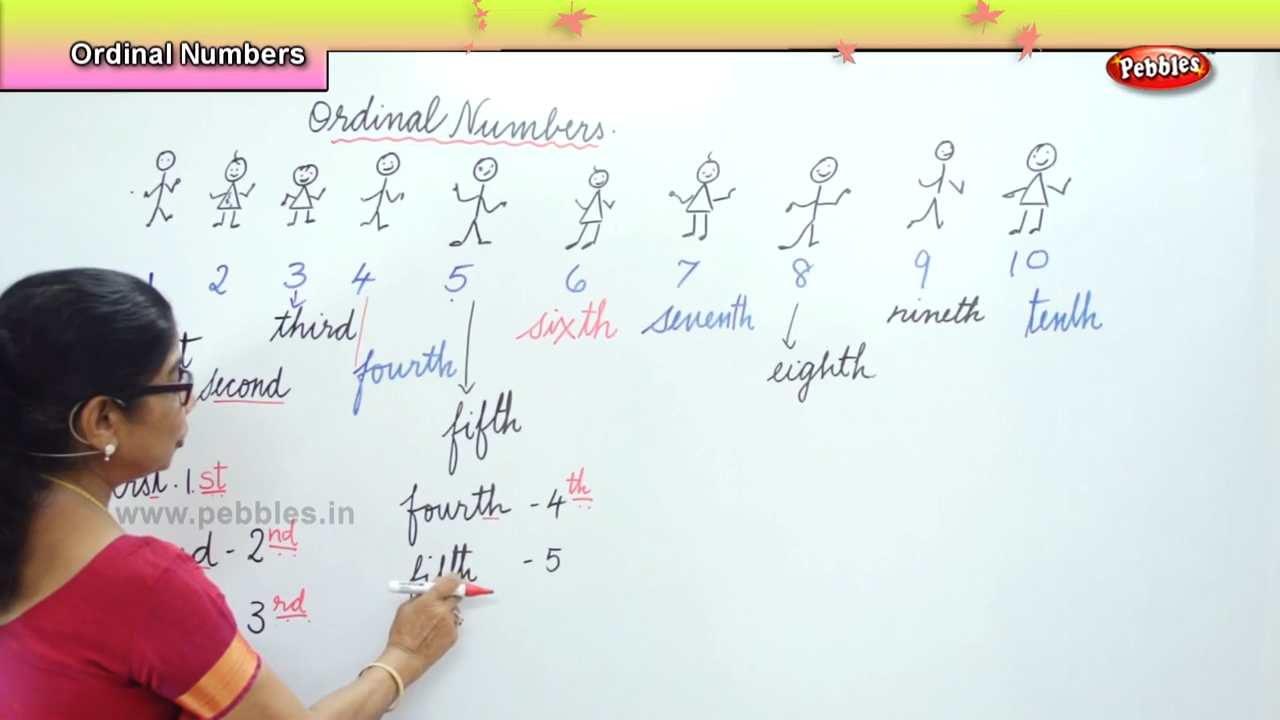 Ordinal Numbers
Pebbles
Ordinal Numbers.
2 3 4 5 6 7 8 9 10
third sixth seventh nineth tenth
second fourth eighth
fifth
1.st fourth - 4th
www.pebbles.in
- 2nd fifth - 5
3rd